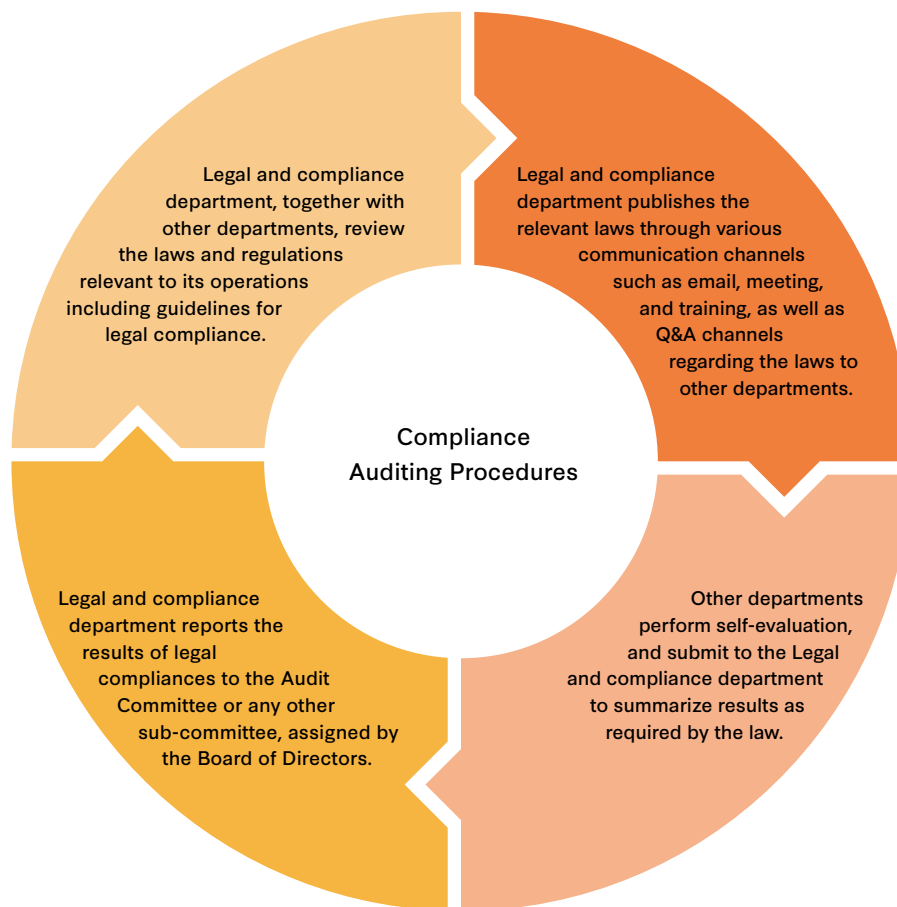 Legal and compliance
department, together with
other departments, review
the laws and regulations
relevant to its operations
including guidelines for
legal compliance.
Legal and compliance
department publishes the
relevant laws through various
communication channels
such as email, meeting,
and training, as well as
Q&A channels
regarding the laws to
other departments.
Compliance
Auditing Procedures
Other departments
perform self-evaluation,
and submit to the Legal
and compliance department
to summarize results as
required by the law.
Legal and compliance
department reports the
results of legal
compliances to the Audit
Committee or any other
sub-committee, assigned by
the Board of Directors.